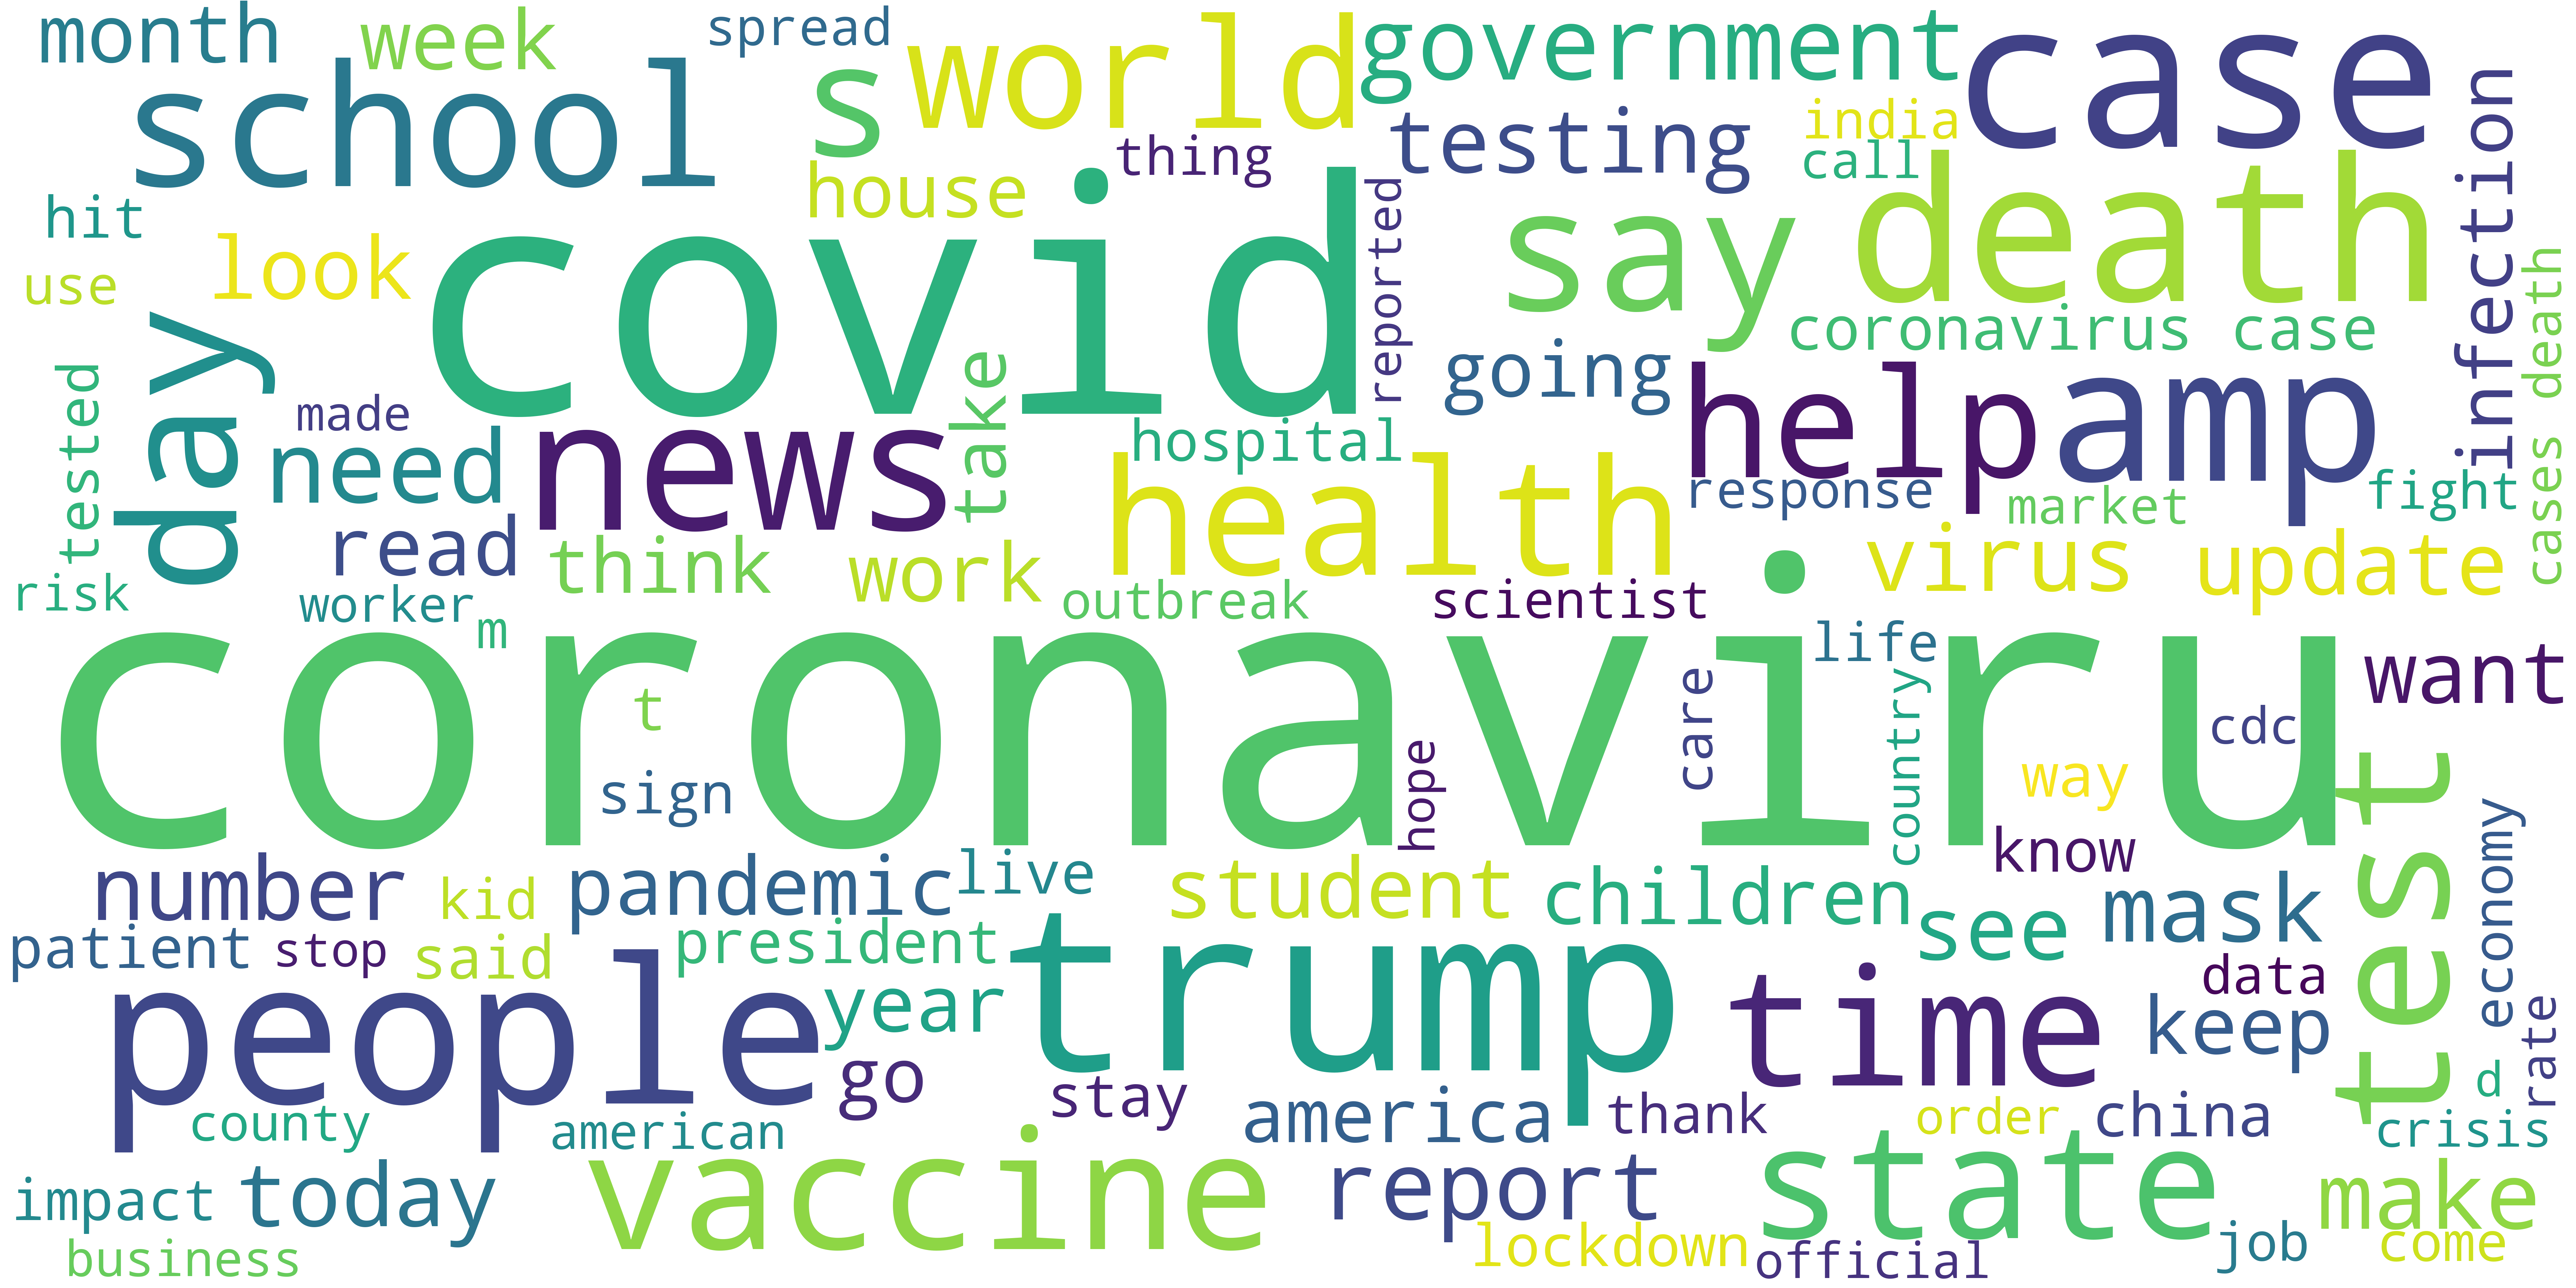 month
week
spread
s
world
government
case
school
thing
testing
india
call
infection
hit
house
death
use
look
covid
reported
say
coronavirus case
cases death
day
made
take
going
help
amp
tested
need
news
hospital
health
response
market
fight
read
think
work
virus
update
risk
worker
m
outbreak
scientist
life
coronaviru
want
t
sign
hope
care
country
cdc
way
test
know
economy
number
kid
pandemic
live
student
children
see
mask
patient
stop
said
president
trump
time
data
people
year
keep
rate
go
stay
d
county
american
america
thank
order
china
crisis
impact
today
vaccine
report
state
make
business
lockdown
official
job
come